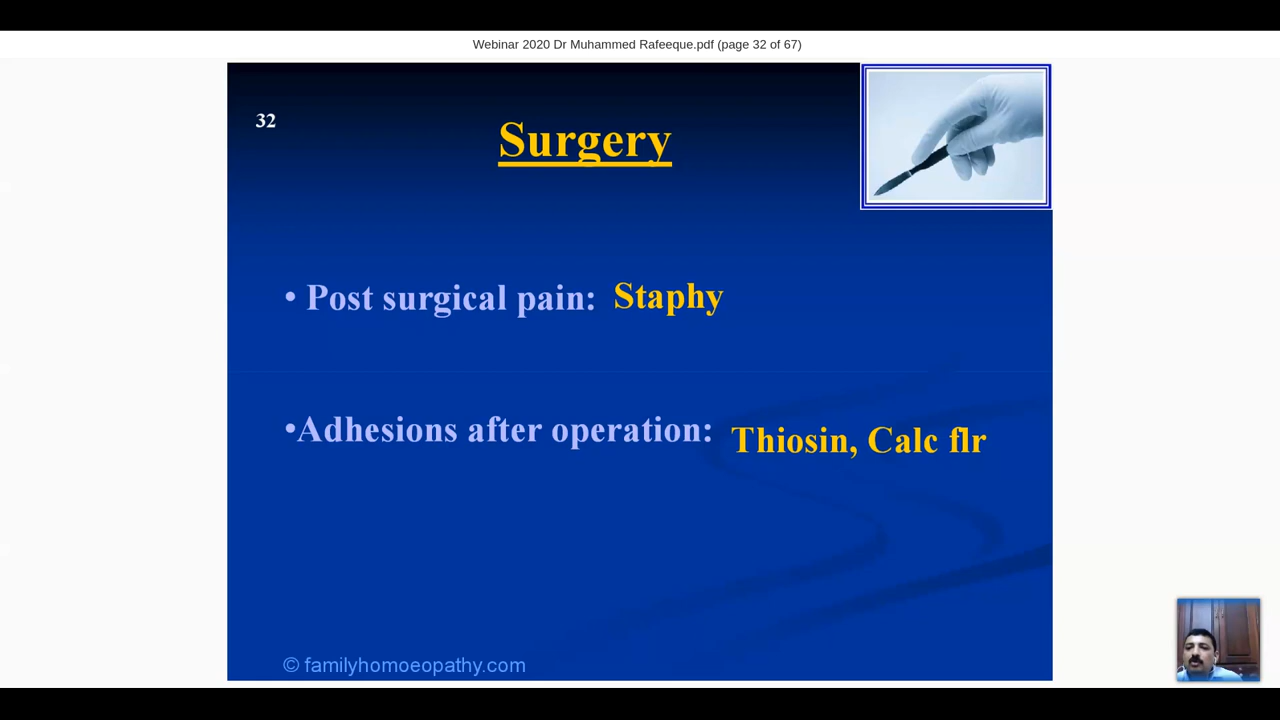 Webinar 2020 Dr Muhammed Rafeeque.pdf (page 32 of 67)
32
Surgery
• Post surgical pain: Staphy
•Adhesions after operation: Thiosin, Calc flr
© familyhomoeopathy.com